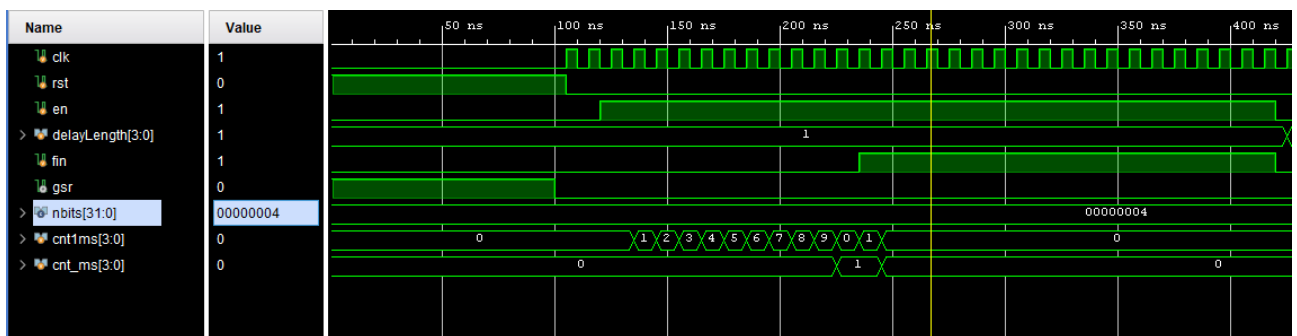 Name Value 50 ns 100 ns 150 ns 200 ns 250 ns 300 ns 350 ns 400 ns
clk 1
rst 0
en 1
> delayLength[3:0] 1 1
fin 1
gsr 0
> nbits[31:0] 00000004 00000004
> cnt1ms[3:0] 0 0 1 2 3 4 5 6 7 8 9 0 1 0
> cnt_ms[3:0] 0 0 1 0